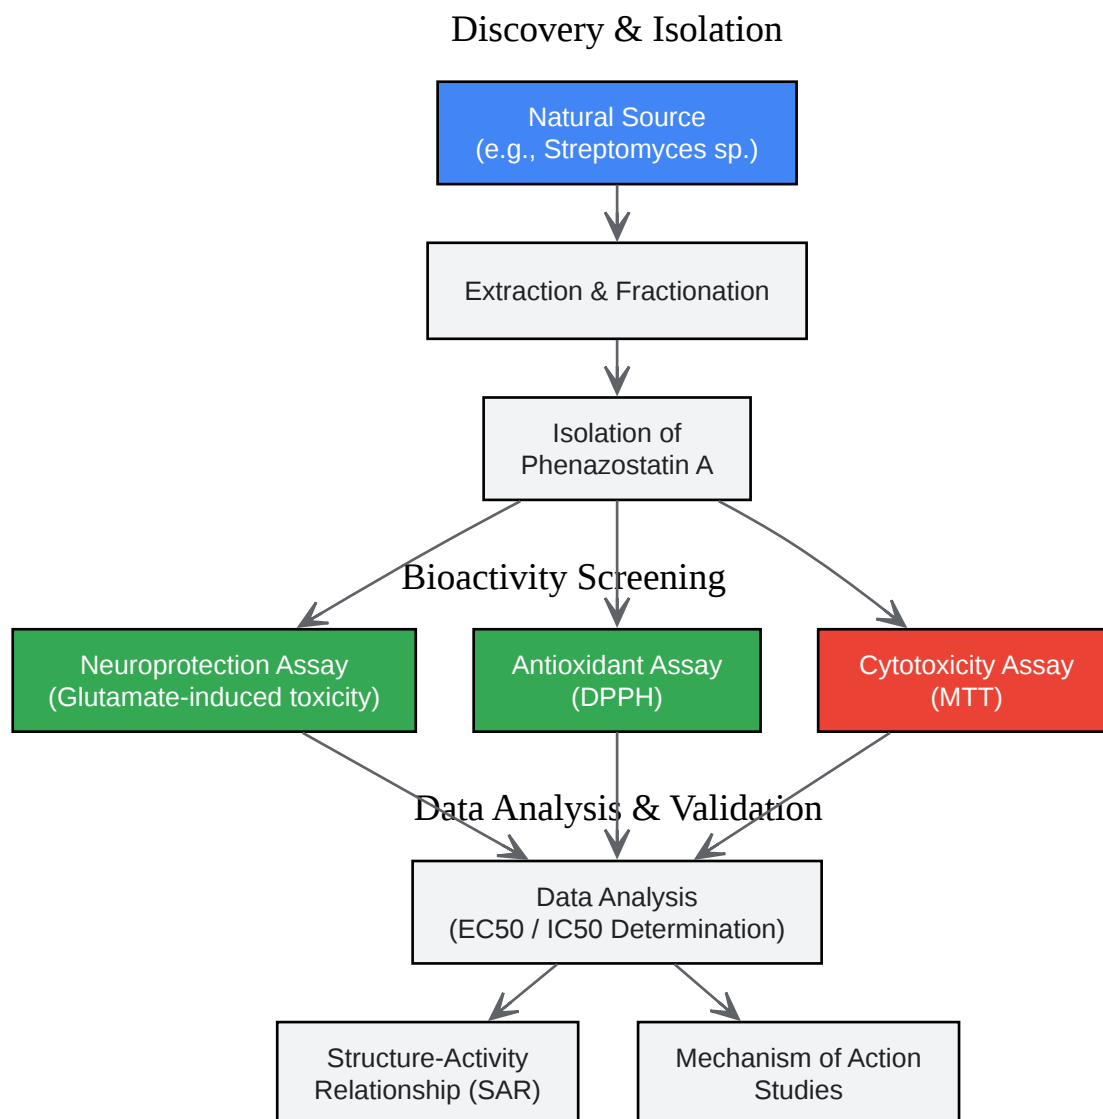 Discovery & Isolation
Natural Source
(e.g., Streptomyces sp.)
Extraction & Fractionation
Isolation of
Phenazostatin A
Bioactivity Screening
Neuroprotection Assay
(Glutamate-induced toxicity)
Antioxidant Assay
(DPPH)
Cytotoxicity Assay
(MTT)
Data Analysis & Validation
Data Analysis
(EC50 / IC50 Determination)
Structure-Activity
Relationship (SAR)
Mechanism of Action
Studies